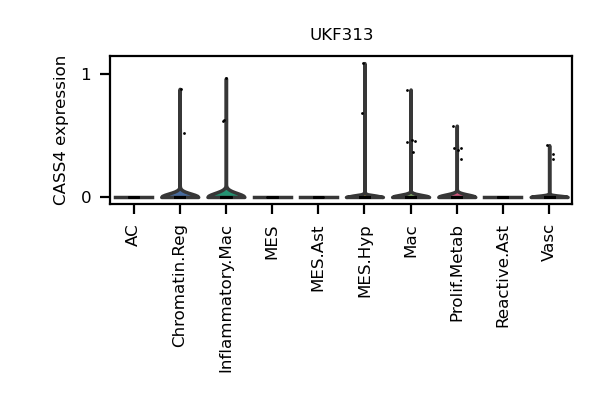 UKF313
CASS4 expression
1
0
AC
Chromatin.Reg
Inflammatory.Mac
MES
MES.Ast
MES.Hyp
Mac
Prolif.Metab
Reactive.Ast
Vasc